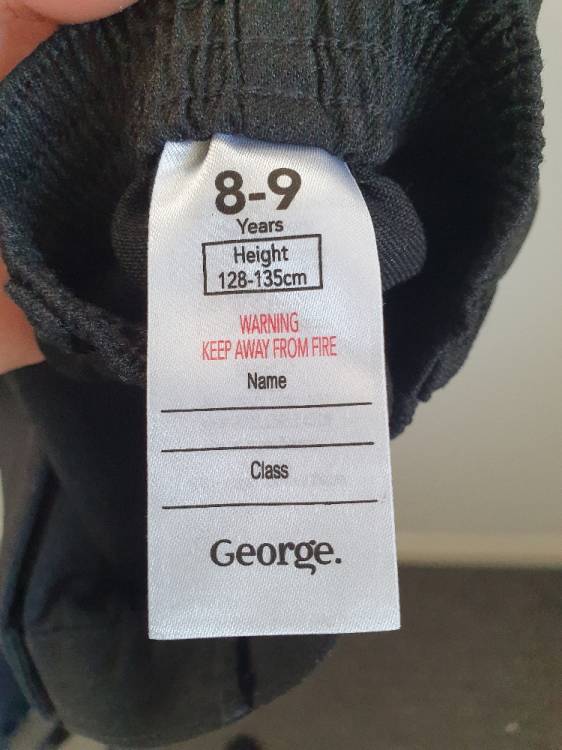 8-9
Years
Height
128-135cm
WARNING
KEEP AWAY FROM FIRE
Name
Class
George.